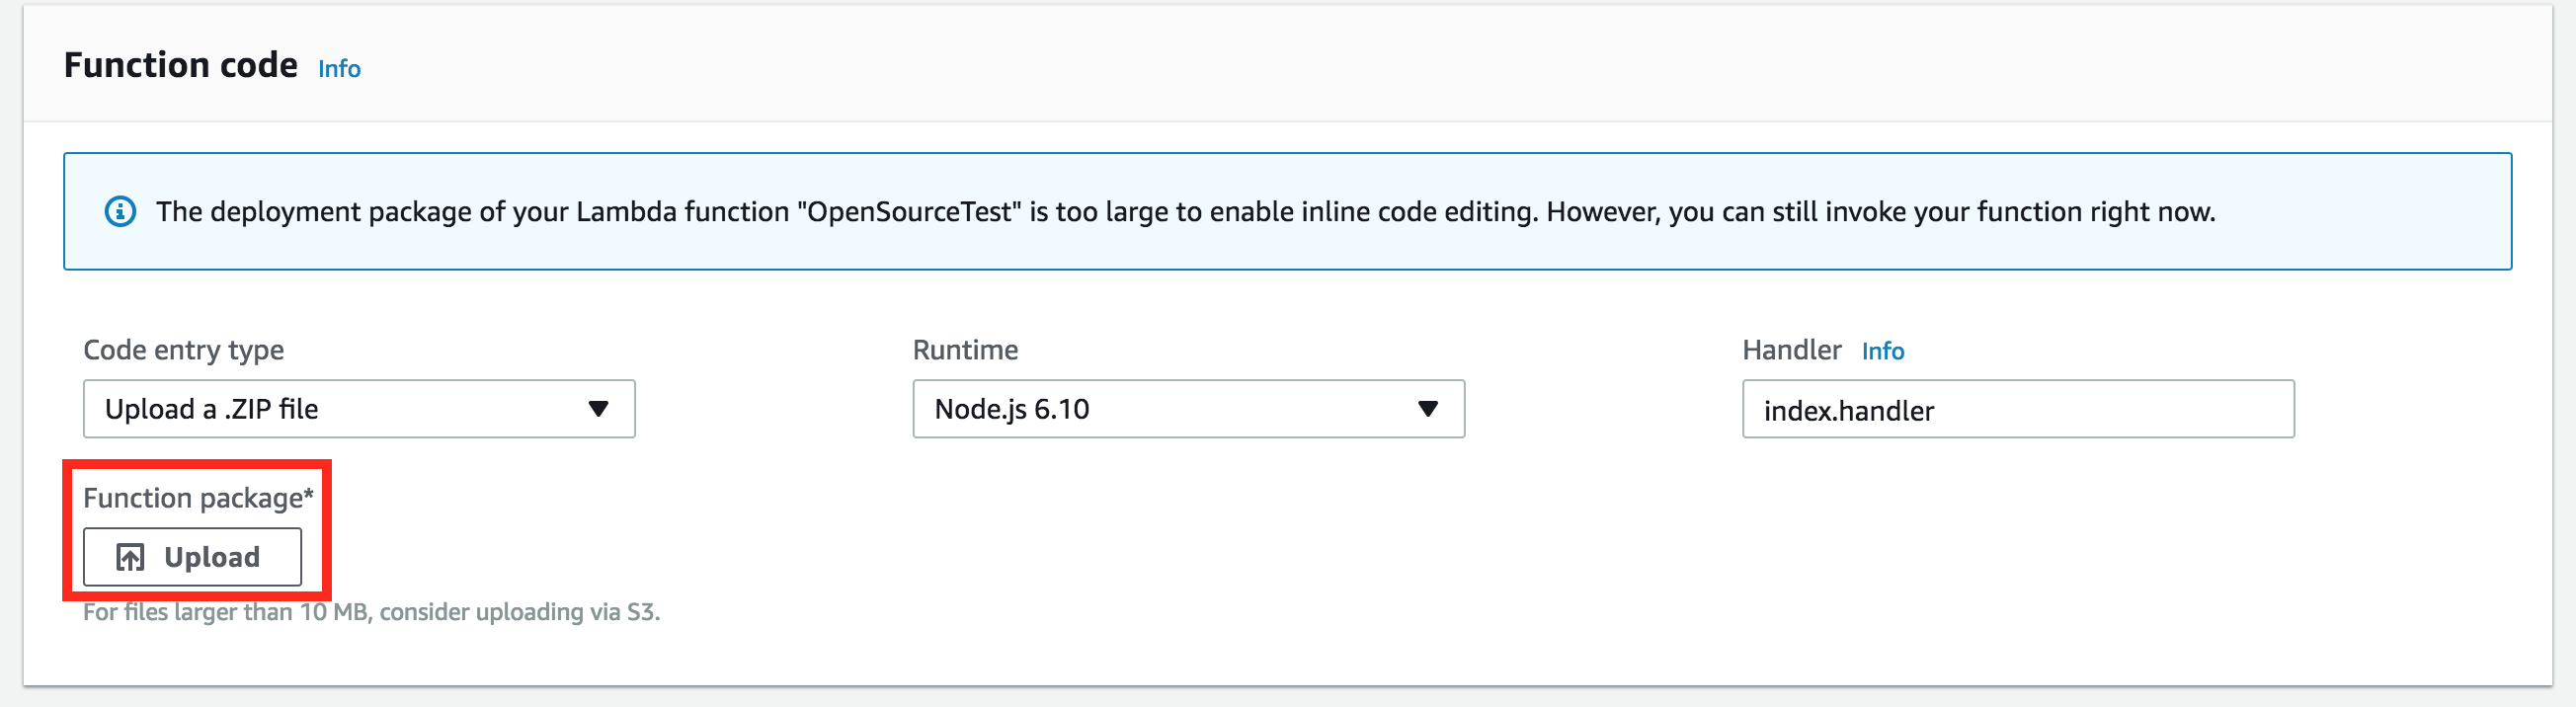 Function code Info
The deployment package of your Lambda function "OpenSourceTest" is too large to enable inline code editing. However, you can still invoke your function right now.
Code entry type
Upload a .ZIP file
Runtime
Node.js 6.10
Handler Info
index.handler
Function package*
Upload
For files larger than 10 MB, consider uploading via S3.